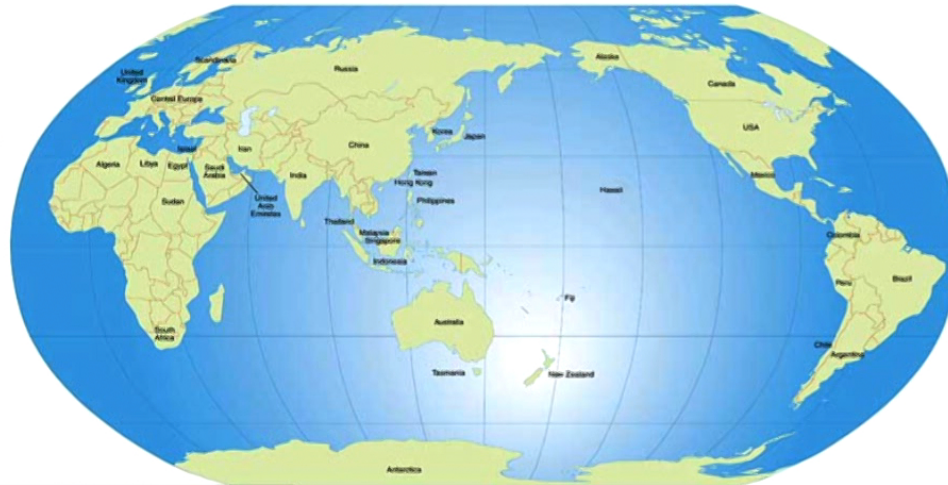 Alaska
Scandinavia
Russia
United
Kingdom
Canada
Central Europe
USA
Korea
Japan
China
Israel
Iran
Algeria
Libya
Egypt
Saudi
Arabia
India
Taiwan
Hong Kong
Mexico
Hawaii
Sudan
United
Arab
Emirates
Philippines
Thailand
Malaysia
Singapore
Colombia
Indonesia
Peru
Brazil
Fiji
Australia
South
Africa
Chile
Argentina
Tasmania
New Zealand
Antarctica